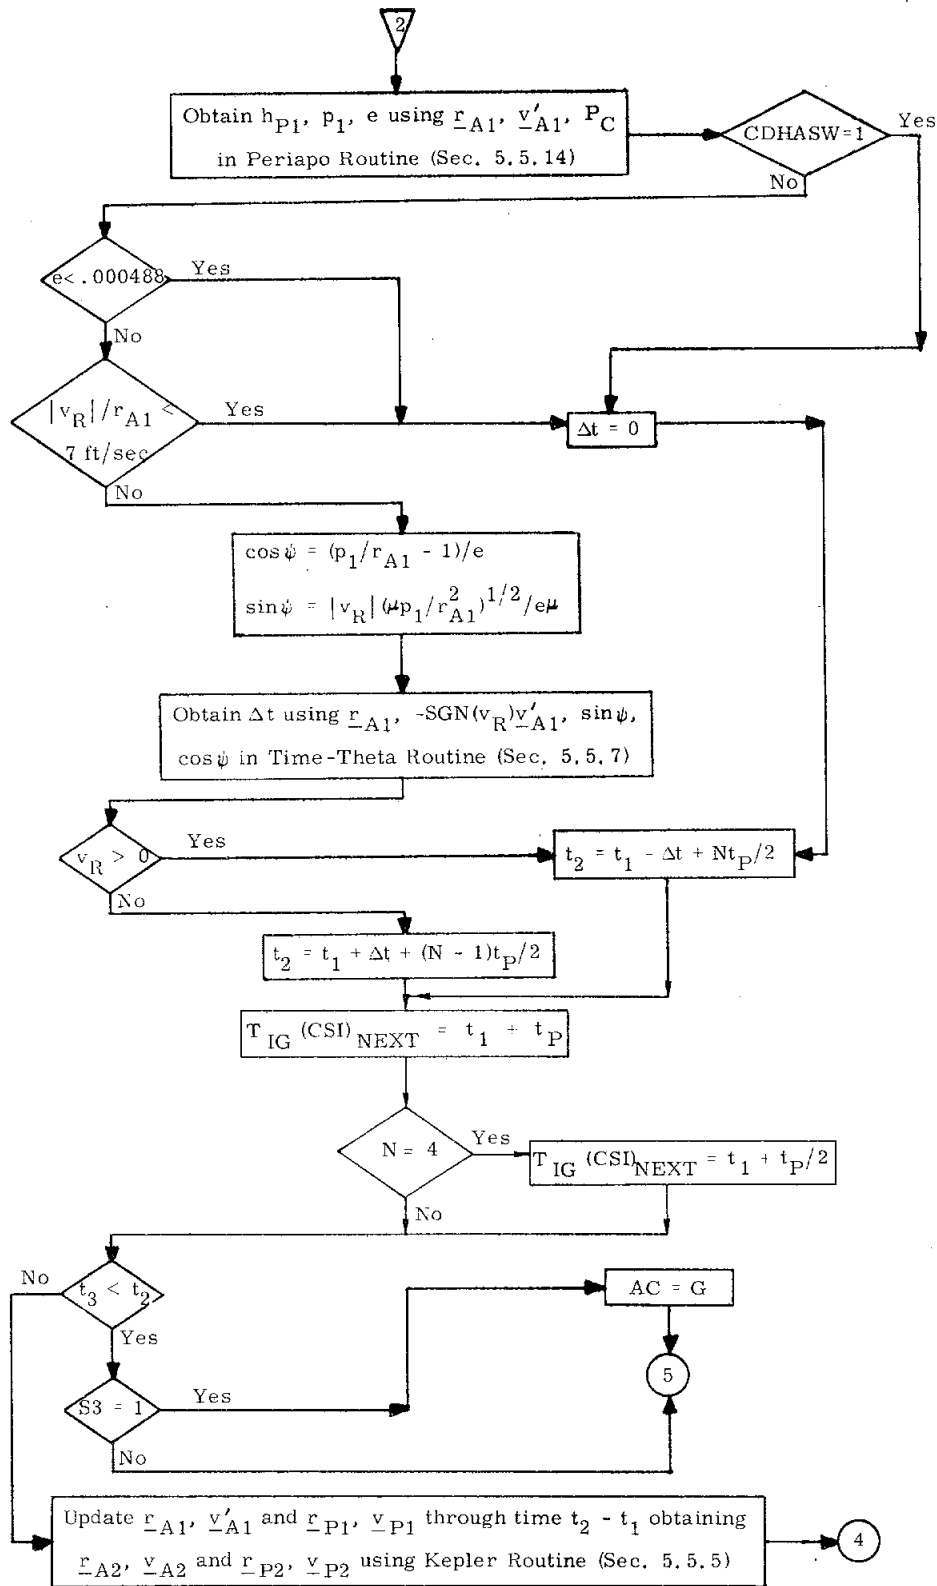 2
Obtain h_P1, p_1, e using r_A1, v'_A1, P_C
in Periapo Routine (Sec. 5.5.14)
CDHASW=1
Yes
No
e<.000488
Yes
No
|v_R|/r_A1 <
7 ft/sec
Yes
No
Δt = 0
cos ψ = (p_1/r_A1 - 1)/e
sin ψ = |v_R| (μp_1/r_A1^2)^1/2/eμ
Obtain Δt using r_A1, -SGN(v_R)v'_A1, sin ψ,
cos ψ in Time-Theta Routine (Sec. 5.5.7)
v_R > 0
Yes
No
t_2 = t_1 - Δt + Nt_P/2
t_2 = t_1 + Δt + (N - 1)t_P/2
T_IG (CSI)_NEXT = t_1 + t_P
N = 4
Yes
No
T_IG (CSI)_NEXT = t_1 + t_P/2
t_3 < t_2
No
Yes
AC = G
5
S3 = 1
Yes
No
Update r_A1, v'_A1 and r_P1, v_P1 through time t_2 - t_1 obtaining
r_A2, v_A2 and r_P2, v_P2 using Kepler Routine (Sec. 5.5.5)
4